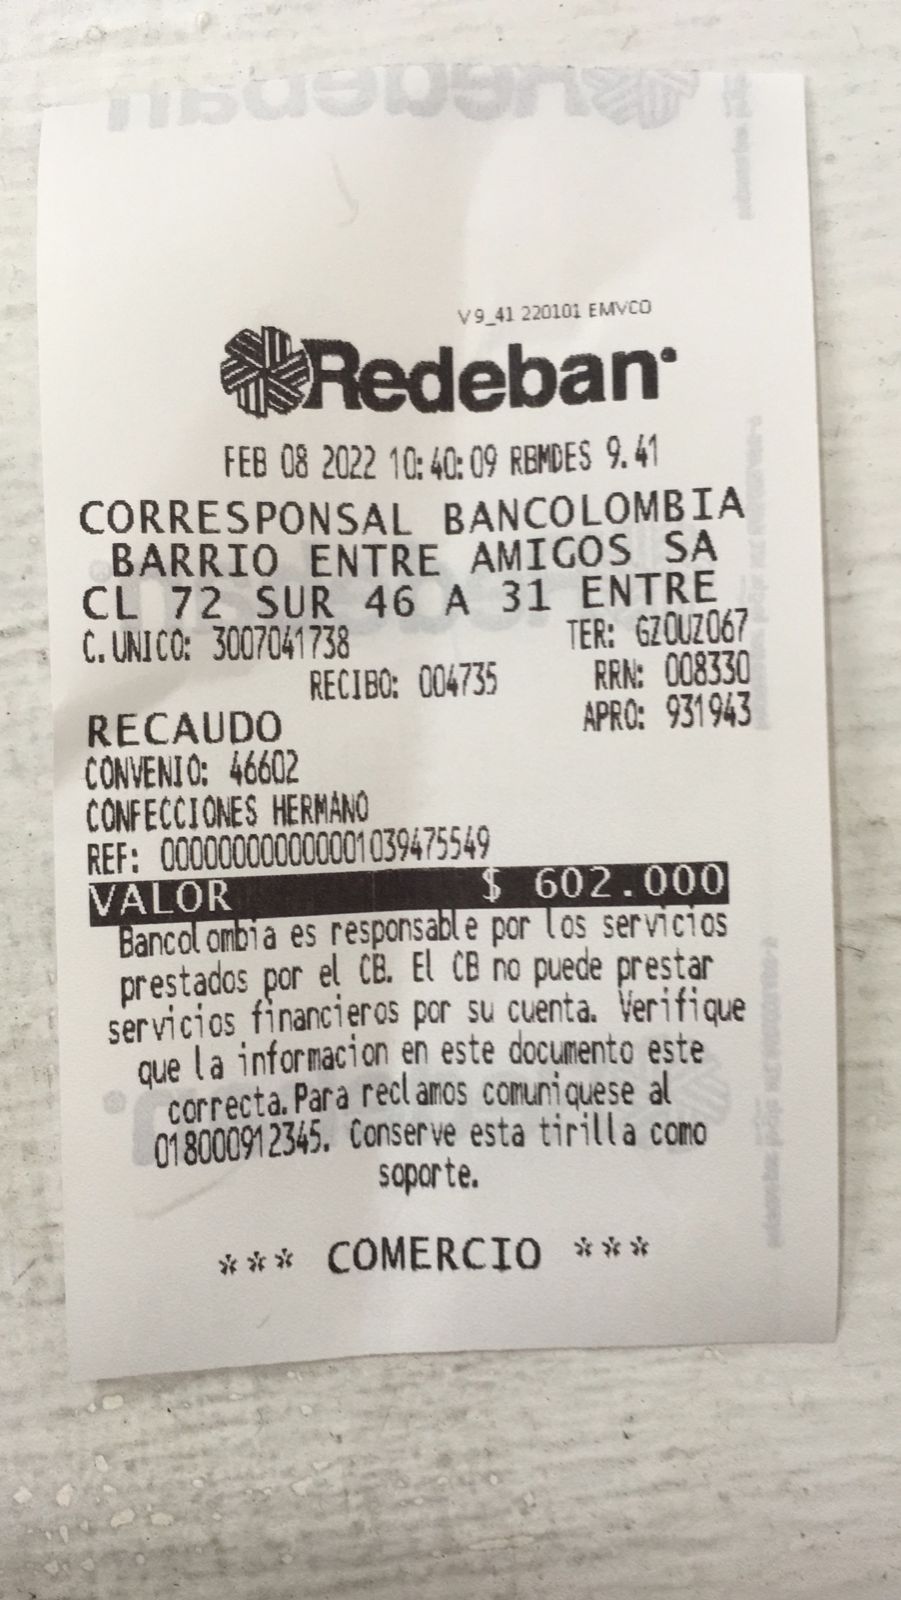 V 9_41 220101 EMVCO
Redeban
FEB 08 2022 10:40:09 RBMDES 9.41
CORRESPONSAL BANCOLOMBIA
BARRIO ENTRE AMIGOS SA
CL 72 SUR 46 A 31 ENTRE
C.UNICO: 3007041738 TER: GZOUZ067
RECIBO: 004735 RRN: 008330
RECAUDO APRO: 931943
CONVENIO: 46602
CONFECCIONES HERMANO
REF: 00000000000001039475549
VALOR $ 602.000
Bancolombia es responsable por los servicios
prestados por el CB. El CB no puede prestar
servicios financieros por su cuenta. Verifique
que la informacion en este documento este
correcta.Para reclamos comuniquese al
018000912345. Conserve esta tirilla como
soporte.
*** COMERCIO ***